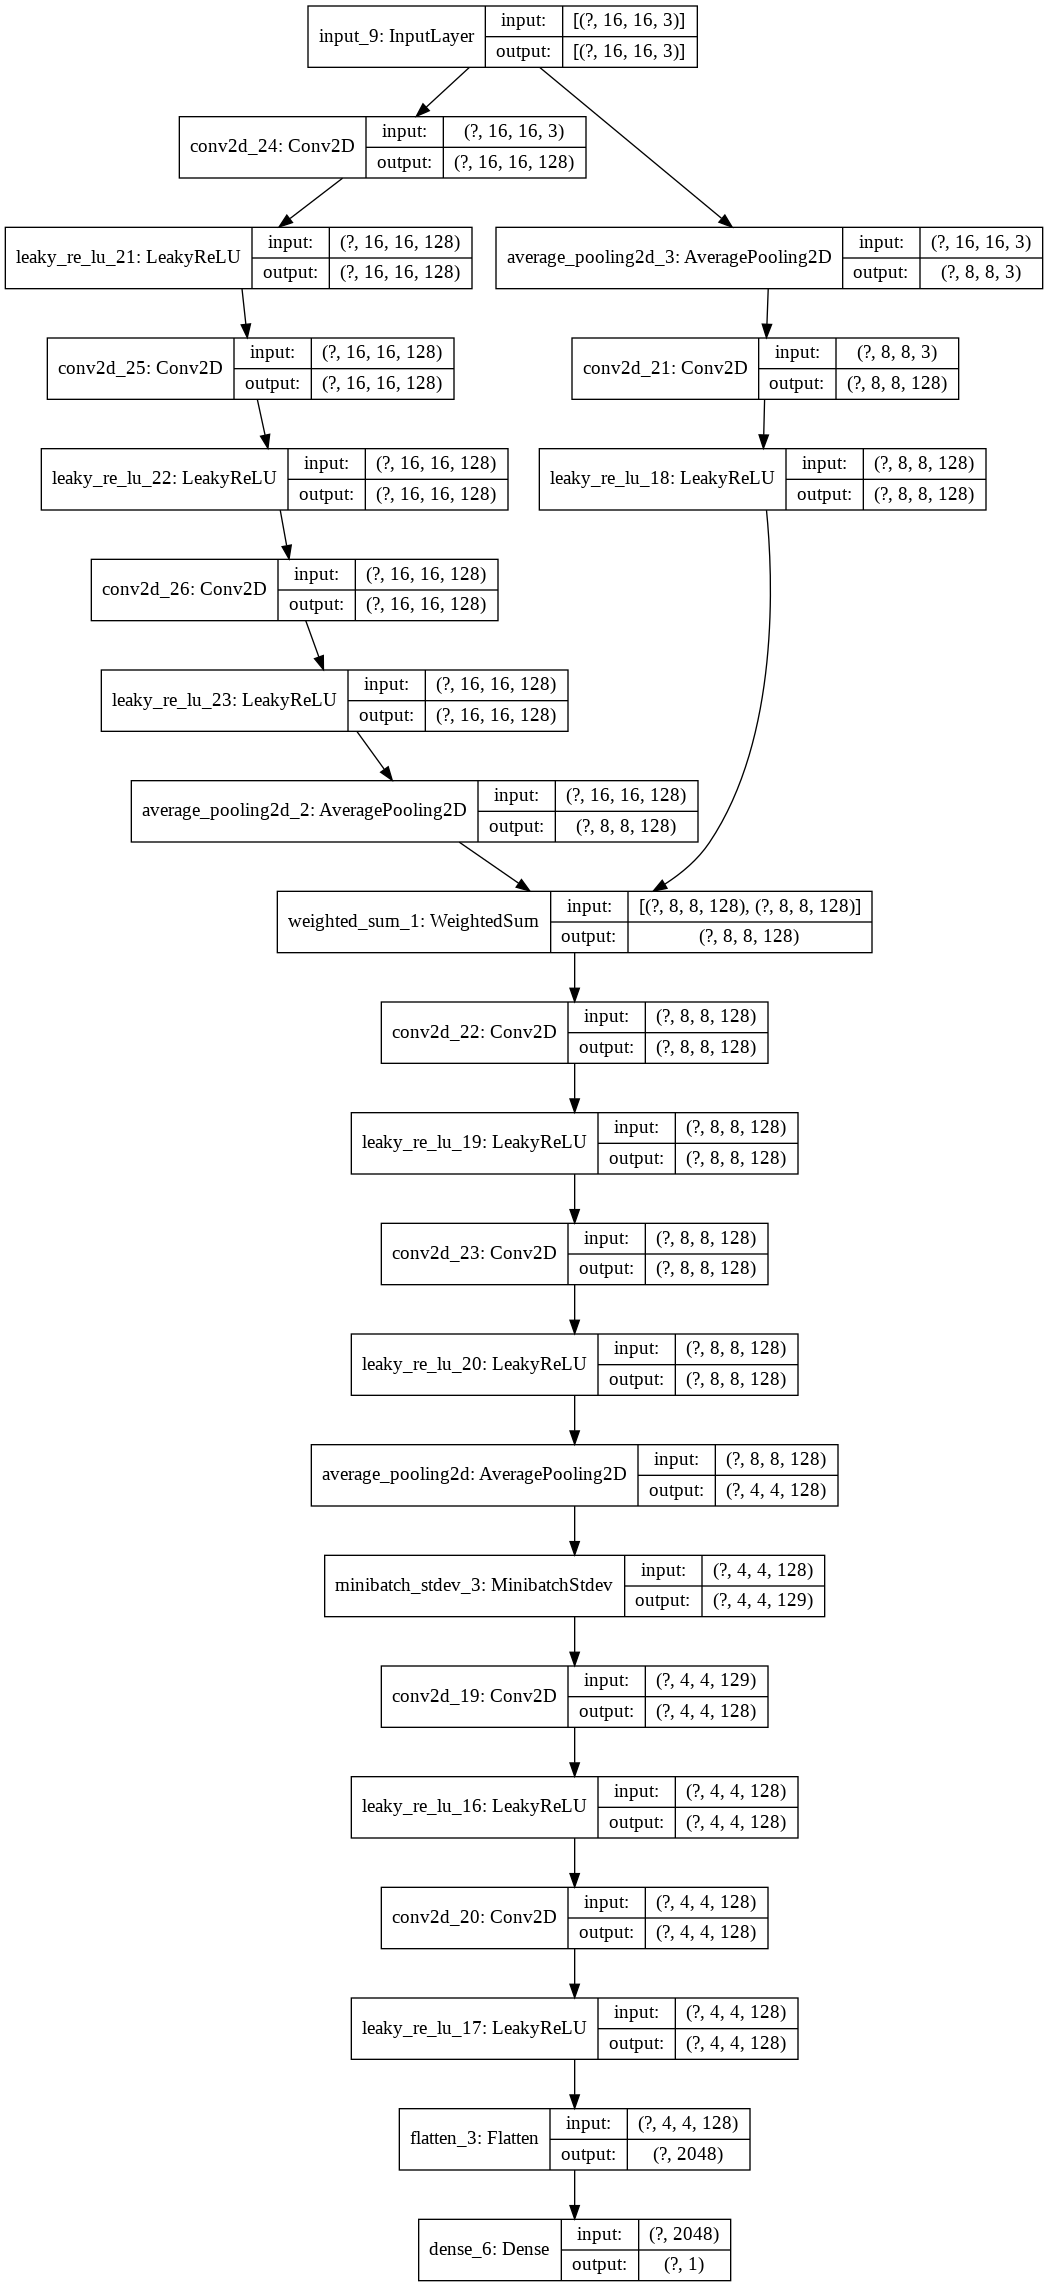 input_9: InputLayer
input: [(?, 16, 16, 3)]
output: [(?, 16, 16, 3)]
conv2d_24: Conv2D
input: (?, 16, 16, 3)
output: (?, 16, 16, 128)
leaky_re_lu_21: LeakyReLU
input: (?, 16, 16, 128)
output: (?, 16, 16, 128)
average_pooling2d_3: AveragePooling2D
input: (?, 16, 16, 3)
output: (?, 8, 8, 3)
conv2d_25: Conv2D
input: (?, 16, 16, 128)
output: (?, 16, 16, 128)
conv2d_21: Conv2D
input: (?, 8, 8, 3)
output: (?, 8, 8, 128)
leaky_re_lu_22: LeakyReLU
input: (?, 16, 16, 128)
output: (?, 16, 16, 128)
leaky_re_lu_18: LeakyReLU
input: (?, 8, 8, 128)
output: (?, 8, 8, 128)
conv2d_26: Conv2D
input: (?, 16, 16, 128)
output: (?, 16, 16, 128)
leaky_re_lu_23: LeakyReLU
input: (?, 16, 16, 128)
output: (?, 16, 16, 128)
average_pooling2d_2: AveragePooling2D
input: (?, 16, 16, 128)
output: (?, 8, 8, 128)
weighted_sum_1: WeightedSum
input: [(?, 8, 8, 128), (?, 8, 8, 128)]
output: (?, 8, 8, 128)
conv2d_22: Conv2D
input: (?, 8, 8, 128)
output: (?, 8, 8, 128)
leaky_re_lu_19: LeakyReLU
input: (?, 8, 8, 128)
output: (?, 8, 8, 128)
conv2d_23: Conv2D
input: (?, 8, 8, 128)
output: (?, 8, 8, 128)
leaky_re_lu_20: LeakyReLU
input: (?, 8, 8, 128)
output: (?, 8, 8, 128)
average_pooling2d: AveragePooling2D
input: (?, 8, 8, 128)
output: (?, 4, 4, 128)
minibatch_stdev_3: MinibatchStdev
input: (?, 4, 4, 128)
output: (?, 4, 4, 129)
conv2d_19: Conv2D
input: (?, 4, 4, 129)
output: (?, 4, 4, 128)
leaky_re_lu_16: LeakyReLU
input: (?, 4, 4, 128)
output: (?, 4, 4, 128)
conv2d_20: Conv2D
input: (?, 4, 4, 128)
output: (?, 4, 4, 128)
leaky_re_lu_17: LeakyReLU
input: (?, 4, 4, 128)
output: (?, 4, 4, 128)
flatten_3: Flatten
input: (?, 4, 4, 128)
output: (?, 2048)
dense_6: Dense
input: (?, 2048)
output: (?, 1)